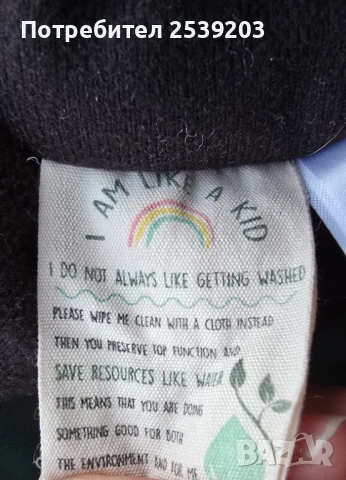 Потребител 2539203
I AM LIKE A KID
I DO NOT ALWAYS LIKE GETTING WASHED
PLEASE WIPE ME CLEAN WITH A CLOTH INSTEAD
THEN YOU PRESERVE TOP FUNCTION AND
SAVE RESOURCES LIKE WATER
THIS MEANS THAT YOU ARE DOING
SOMETHING GOOD FOR BOTH
THE ENVIRONMENT AND FOR ME
BAZAR